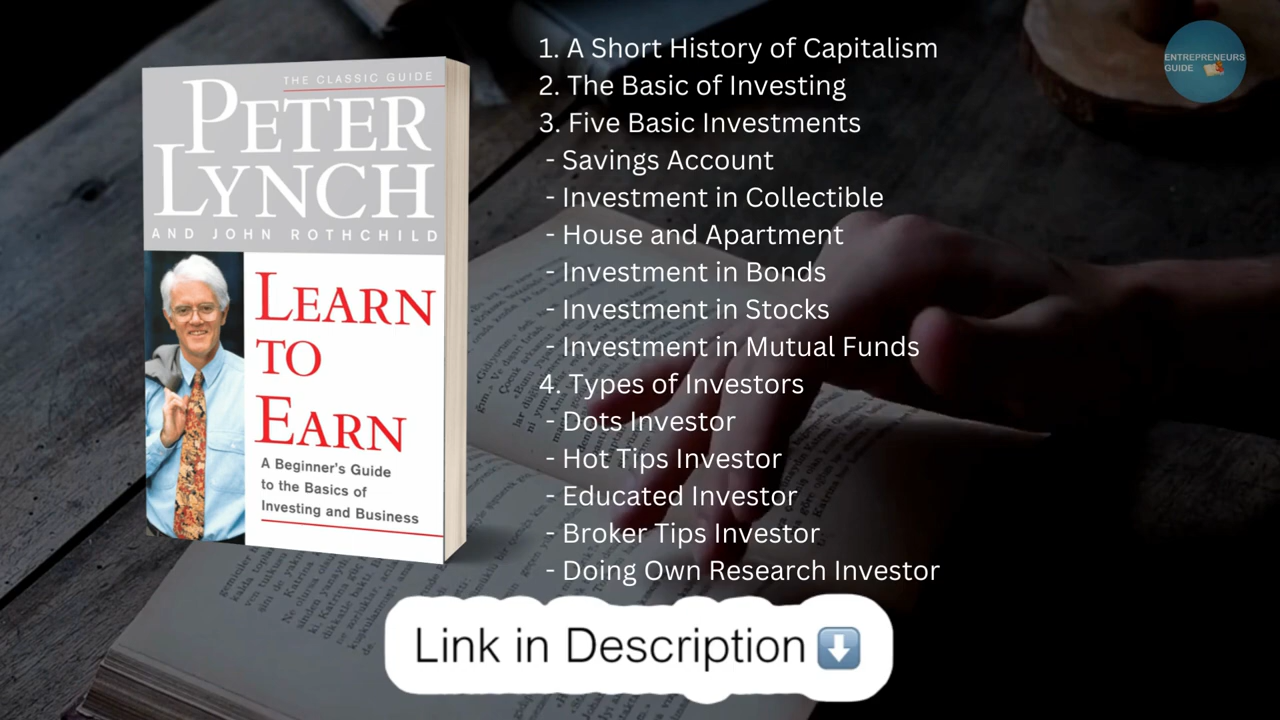 THE CLASSIC GUIDE
PETER
LYNCH
AND JOHN ROTHCHILD
LEARN
TO
EARN
A Beginner's Guide
to the Basics of
Investing and Business
1. A Short History of Capitalism
2. The Basic of Investing
3. Five Basic Investments
- Savings Account
- Investment in Collectible
- House and Apartment
- Investment in Bonds
- Investment in Stocks
- Investment in Mutual Funds
4. Types of Investors
- Dots Investor
- Hot Tips Investor
- Educated Investor
- Broker Tips Investor
- Doing Own Research Investor
ENTREPRENEURS
GUIDE
Link in Description